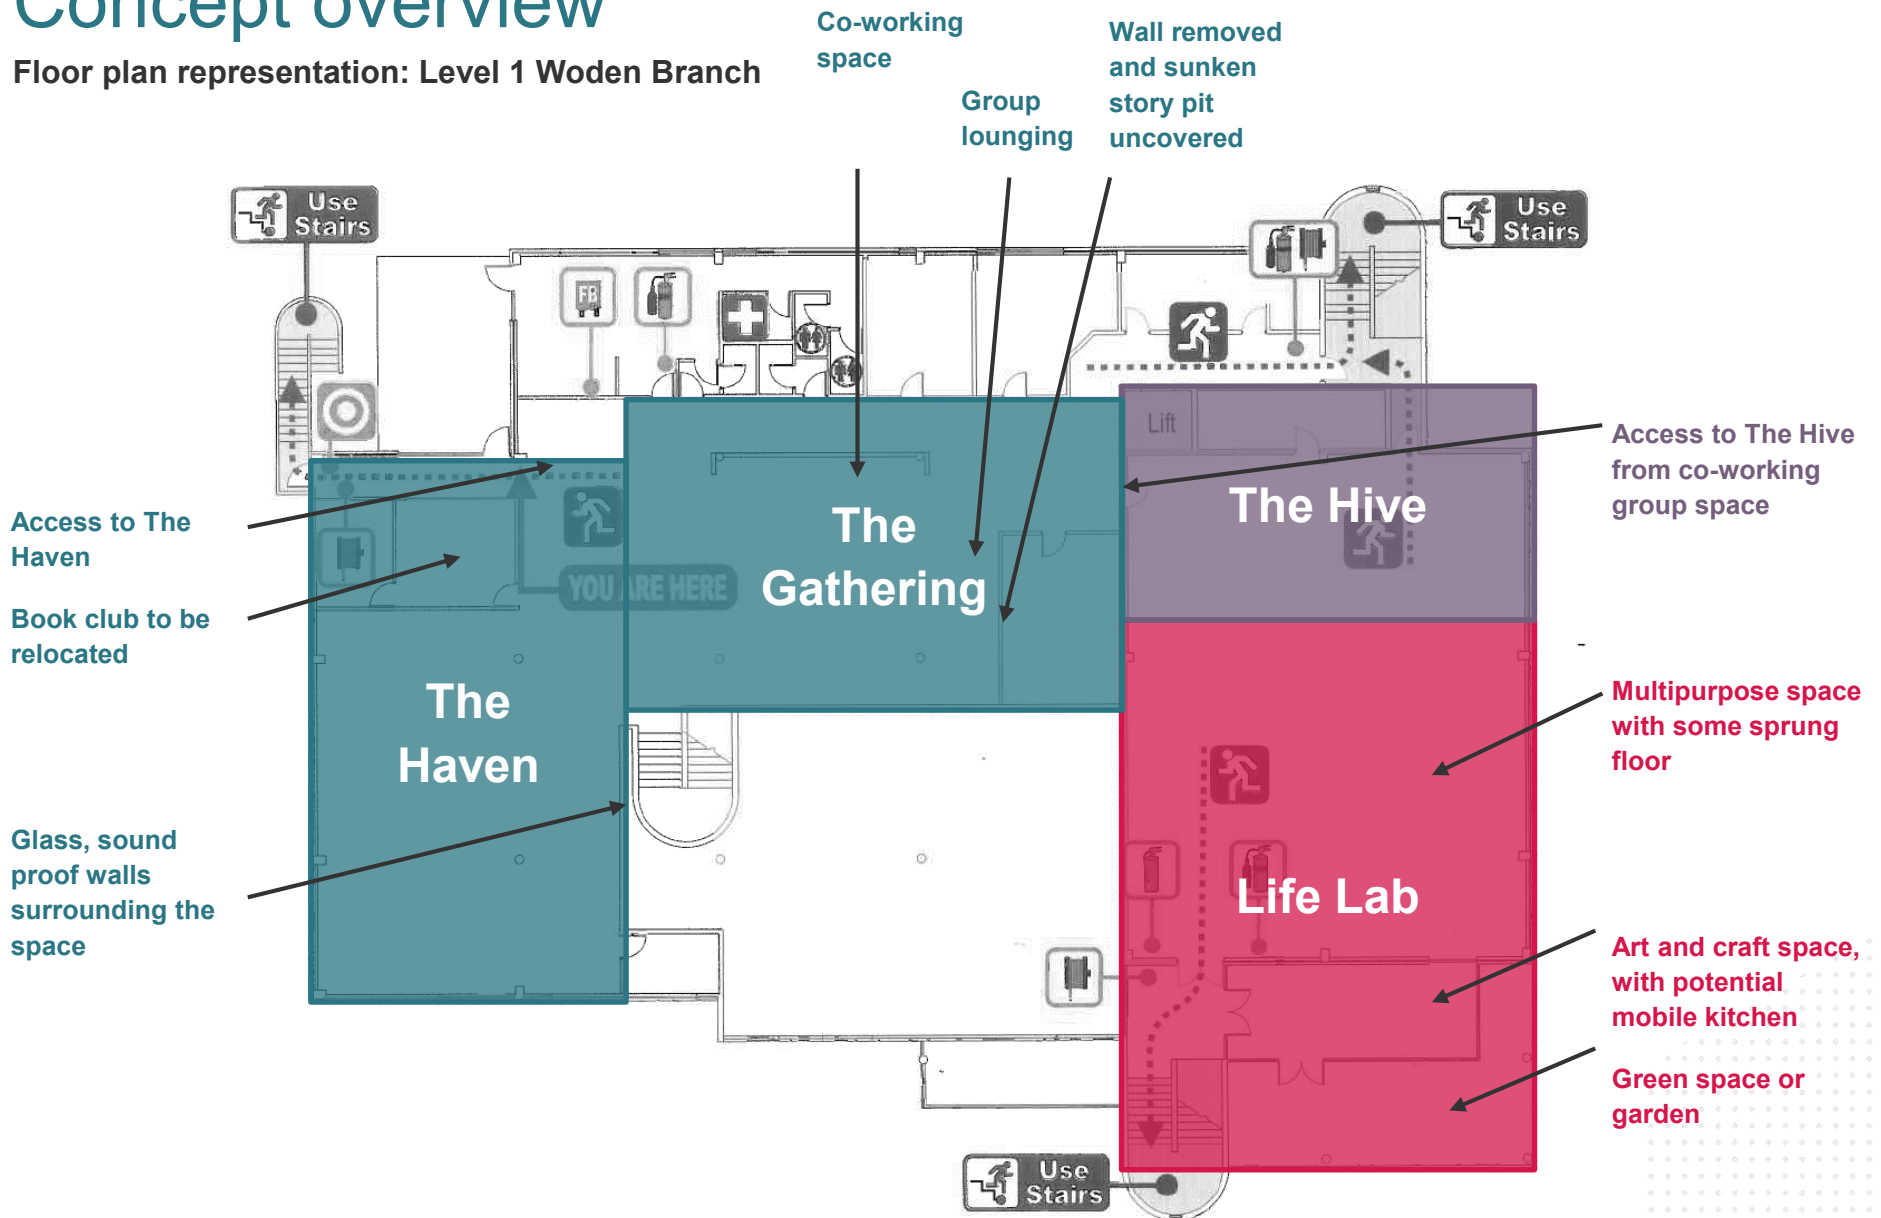 Concept overview
Floor plan representation: Level 1 Woden Branch
Co-working
space
Group
lounging
Wall removed
and sunken
story pit
uncovered
Use
Stairs
Use
Stairs
FB
Lift
Access to The Hive
from co-working
group space
The Hive
The
Gathering
Access to The
Haven
YOU ARE HERE
Book club to be
relocated
The
Haven
-
Multipurpose space
with some sprung
floor
Glass, sound
proof walls
surrounding the
space
Life Lab
Art and craft space,
with potential
mobile kitchen
Green space or
garden
Use
Stairs